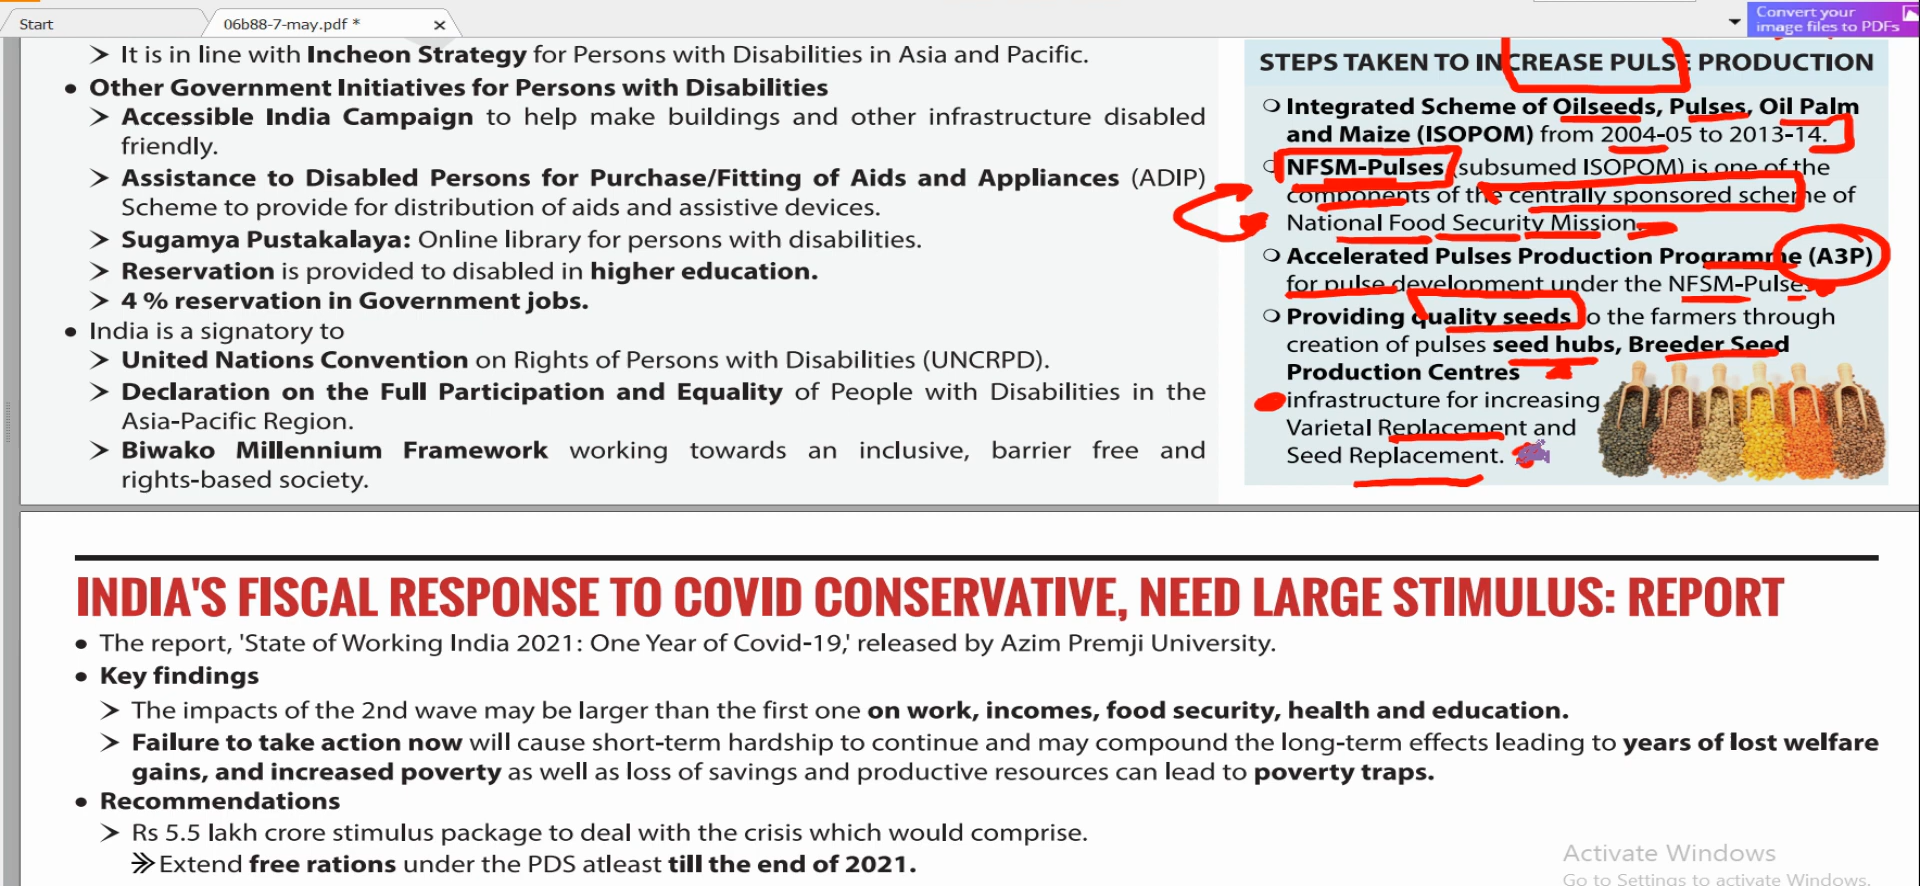 Start
06b88-7-may.pdf *
Convert your
image files to PDFs
➢ It is in line with Incheon Strategy for Persons with Disabilities in Asia and Pacific.
• Other Government Initiatives for Persons with Disabilities
➢ Accessible India Campaign to help make buildings and other infrastructure disabled
friendly.
➢ Assistance to Disabled Persons for Purchase/Fitting of Aids and Appliances (ADIP)
Scheme to provide for distribution of aids and assistive devices.
➢ Sugamya Pustakalaya: Online library for persons with disabilities.
➢ Reservation is provided to disabled in higher education.
➢ 4 % reservation in Government jobs.
• India is a signatory to
➢ United Nations Convention on Rights of Persons with Disabilities (UNCRPD).
➢ Declaration on the Full Participation and Equality of People with Disabilities in the
Asia-Pacific Region.
➢ Biwako Millennium Framework working towards an inclusive, barrier free and
rights-based society.
STEPS TAKEN TO INCREASE PULSE PRODUCTION
❍ Integrated Scheme of Oilseeds, Pulses, Oil Palm
and Maize (ISOPOM) from 2004-05 to 2013-14.
❍ NFSM-Pulses (subsumed ISOPOM) is one of the
components of the centrally sponsored scheme of
National Food Security Mission.
❍ Accelerated Pulses Production Programme (A3P)
for pulse development under the NFSM-Pulses.
❍ Providing quality seeds to the farmers through
creation of pulses seed hubs, Breeder Seed
Production Centres
infrastructure for increasing
Varietal Replacement and
Seed Replacement.
INDIA'S FISCAL RESPONSE TO COVID CONSERVATIVE, NEED LARGE STIMULUS: REPORT
• The report, 'State of Working India 2021: One Year of Covid-19,' released by Azim Premji University.
• Key findings
➢ The impacts of the 2nd wave may be larger than the first one on work, incomes, food security, health and education.
➢ Failure to take action now will cause short-term hardship to continue and may compound the long-term effects leading to years of lost welfare
gains, and increased poverty as well as loss of savings and productive resources can lead to poverty traps.
• Recommendations
➢ Rs 5.5 lakh crore stimulus package to deal with the crisis which would comprise.
⪢ Extend free rations under the PDS atleast till the end of 2021.
Activate Windows
Go to Settings to activate Windows.